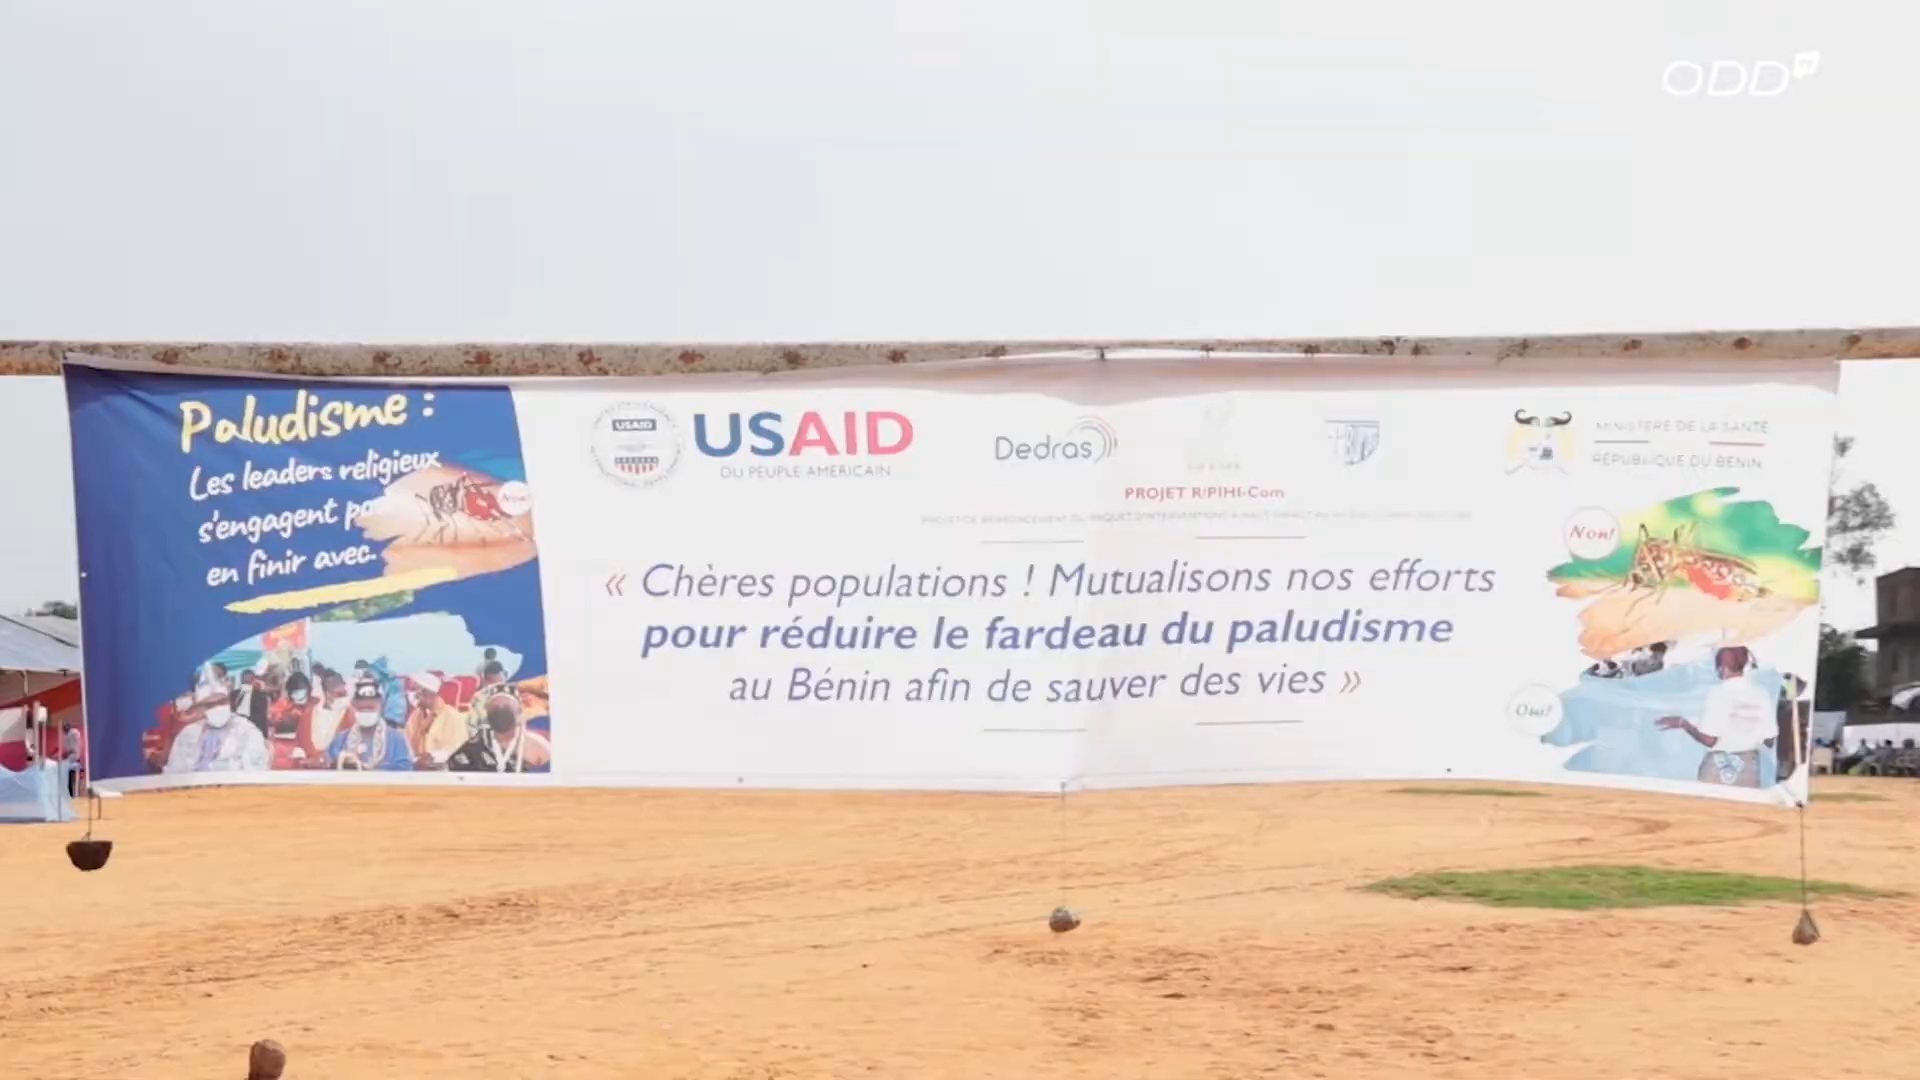 ODD
Paludisme :
Les leaders religieux
s'engagent
en finir avec.
Non!
USAID
USAID
DU PEUPLE AMERICAIN
Dedras
MINISTERE DE LA SANTE
RÉPUBLIQUE DU BENIN
PROJET RIPIHI-Com
« Chères populations ! Mutualisons nos efforts
pour réduire le fardeau du paludisme
au Bénin afin de sauver des vies »
Non!
Oui!